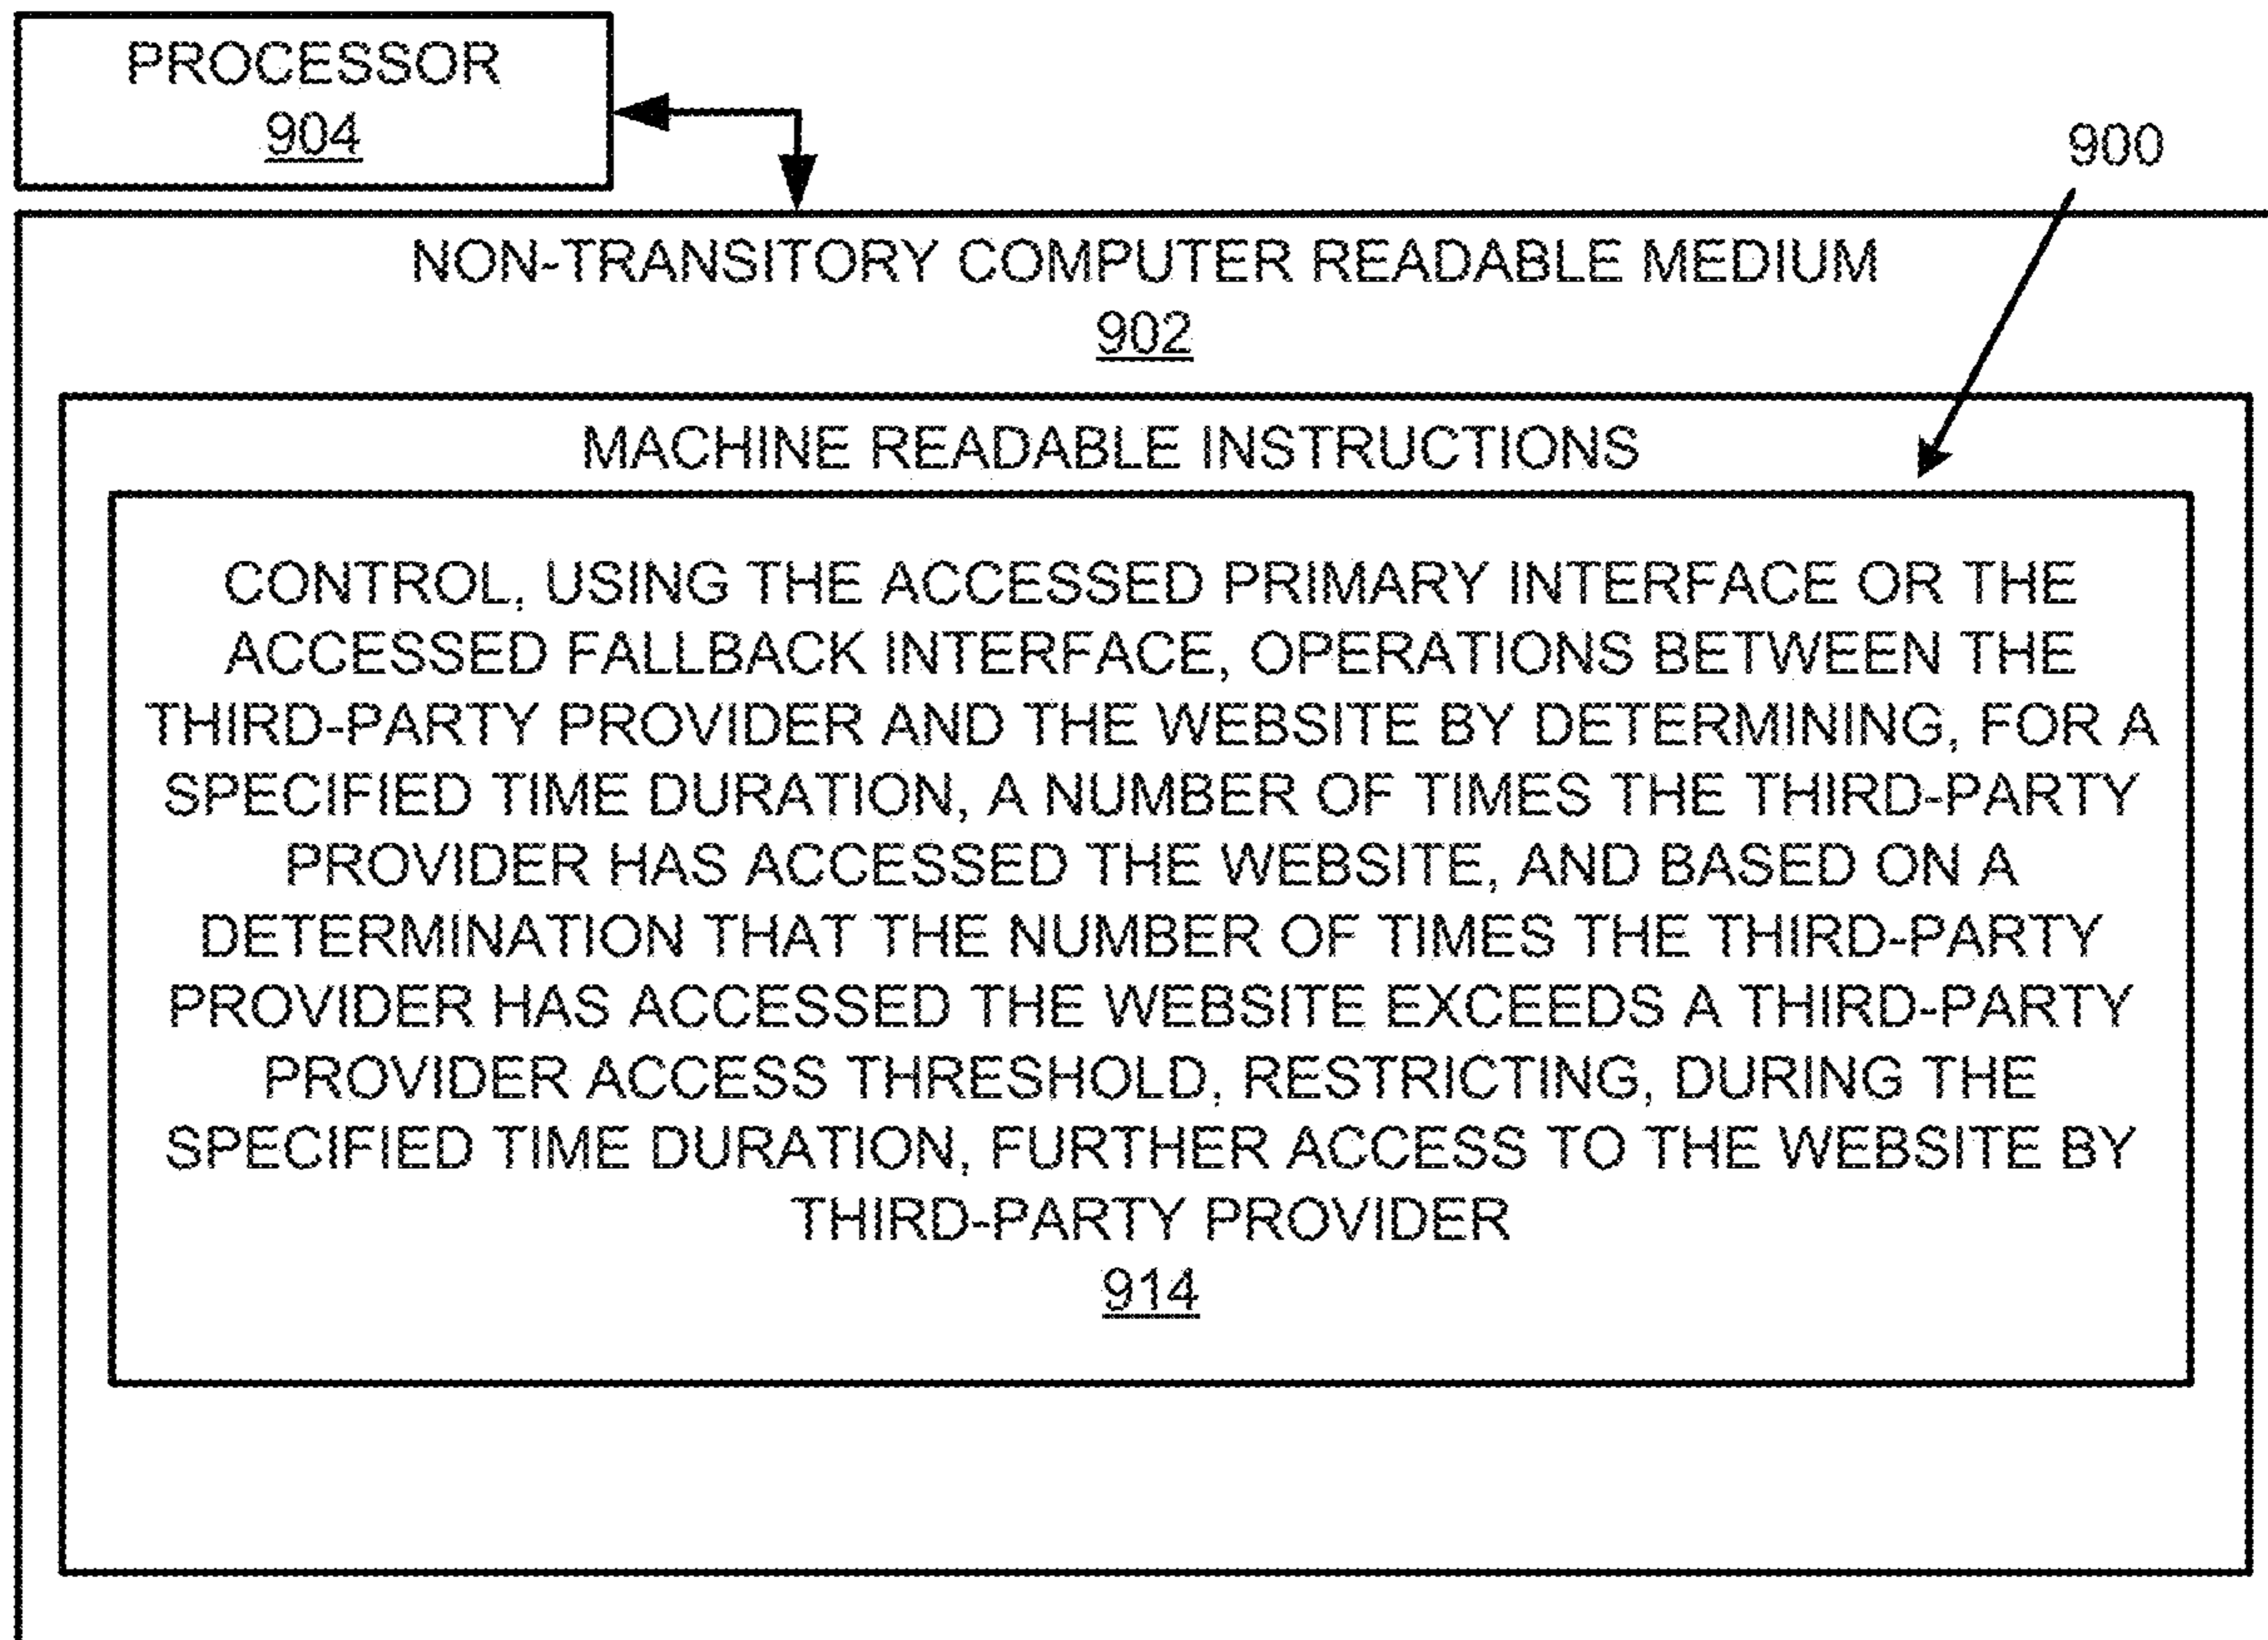 PROCESSOR
904
900
NON-TRANSITORY COMPUTER READABLE MEDIUM
902
MACHINE READABLE INSTRUCTIONS
CONTROL, USING THE ACCESSED PRIMARY INTERFACE OR THE
ACCESSED FALLBACK INTERFACE, OPERATIONS BETWEEN THE
THIRD-PARTY PROVIDER AND THE WEBSITE BY DETERMINING, FOR A
SPECIFIED TIME DURATION, A NUMBER OF TIMES THE THIRD-PARTY
PROVIDER HAS ACCESSED THE WEBSITE, AND BASED ON A
DETERMINATION THAT THE NUMBER OF TIMES THE THIRD-PARTY
PROVIDER HAS ACCESSED THE WEBSITE EXCEEDS A THIRD-PARTY
PROVIDER ACCESS THRESHOLD, RESTRICTING, DURING THE
SPECIFIED TIME DURATION, FURTHER ACCESS TO THE WEBSITE BY
THIRD-PARTY PROVIDER
914